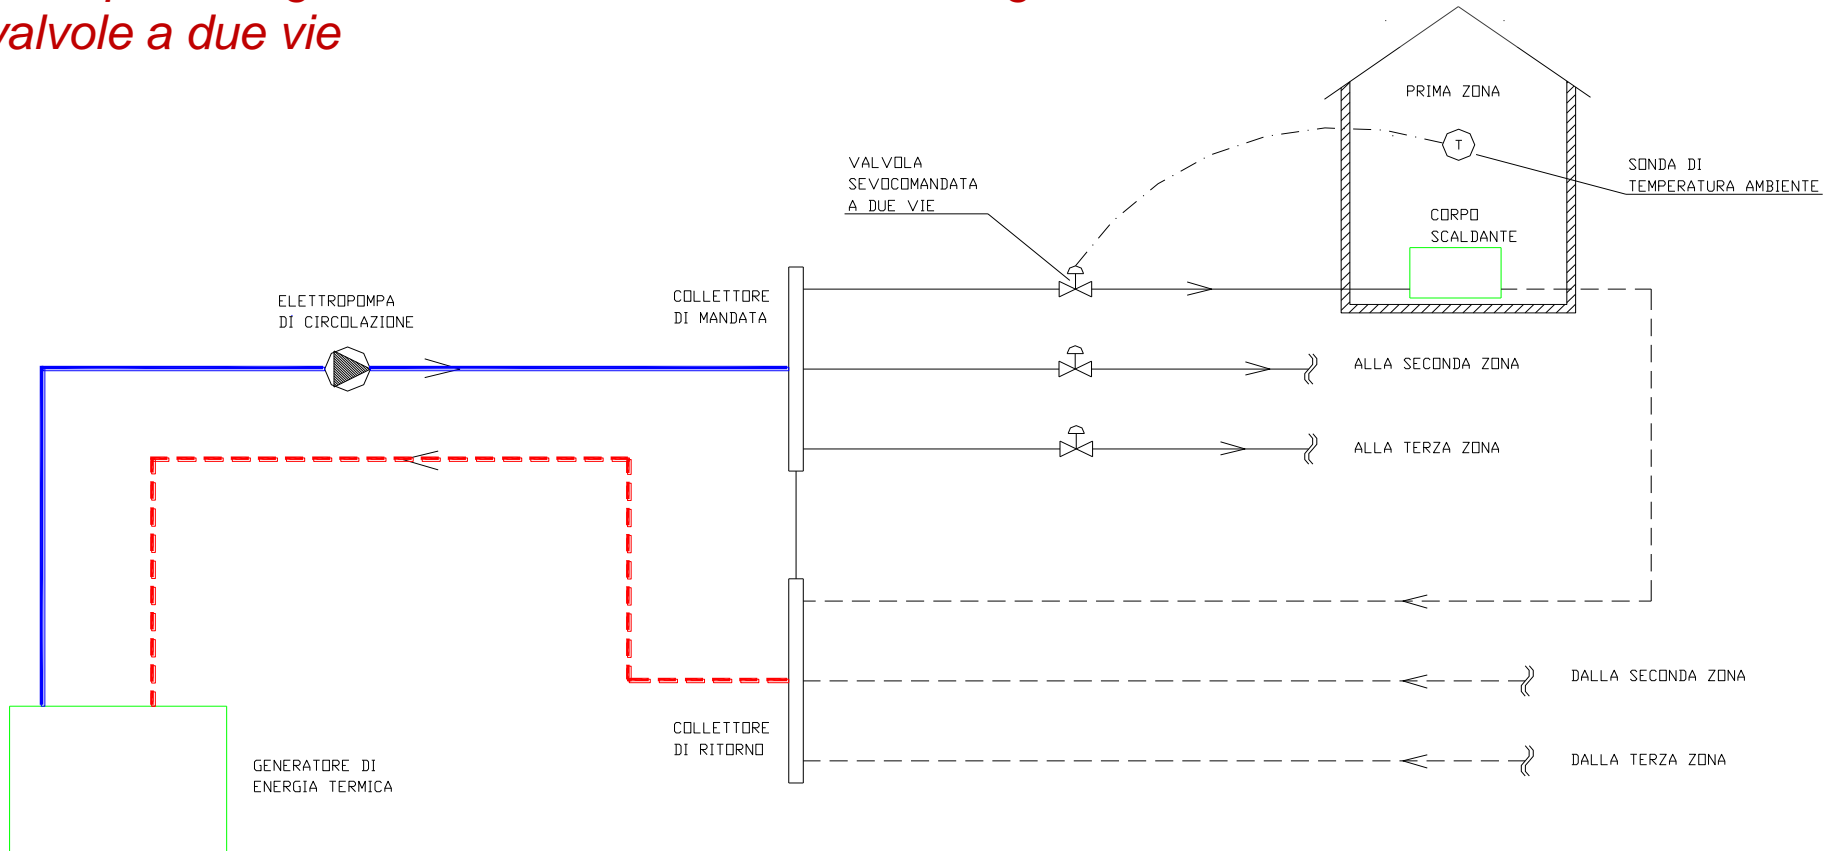 valvole a due vie
PRIMA ZONA
T
VALVOLA
SEVOCOMANDATA
A DUE VIE
SONDA DI
TEMPERATURA AMBIENTE
CORPO
SCALDANTE
ELETTROPOMPA
DI CIRCOLAZIONE
COLLETTORE
DI MANDATA
ALLA SECONDA ZONA
ALLA TERZA ZONA
DALLA SECONDA ZONA
COLLETTORE
DI RITORNO
DALLA TERZA ZONA
GENERATORE DI
ENERGIA TERMICA